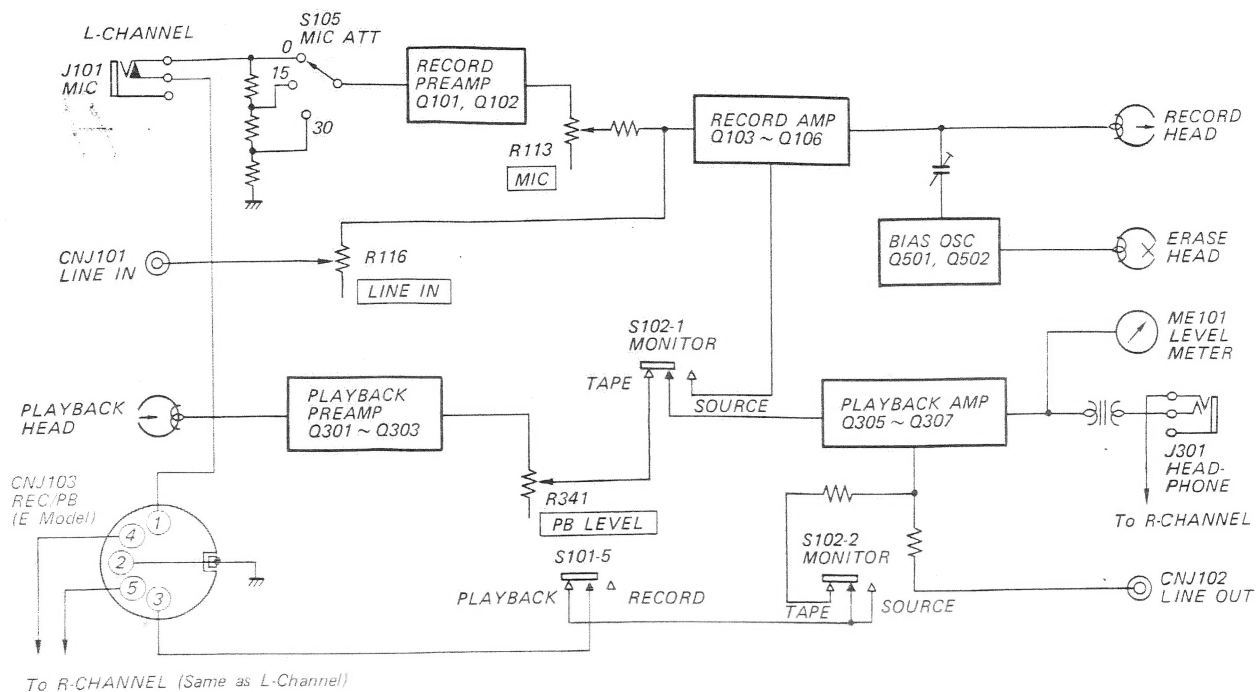 S105
MIC ATT
L-CHANNEL
0
J101
MIC
15
30
RECORD
PREAMP
Q101, Q102
R113
MIC
RECORD AMP
Q103 ~ Q106
RECORD
HEAD
CNJ101
LINE IN
R116
LINE IN
BIAS OSC
Q501, Q502
ERASE
HEAD
S102-1
MONITOR
TAPE
SOURCE
ME101
LEVEL
METER
PLAYBACK
HEAD
PLAYBACK
PREAMP
Q301 ~ Q303
PLAYBACK AMP
Q305 ~ Q307
J301
HEAD-
PHONE
To R-CHANNEL
R341
PB LEVEL
CNJ103
REC/PB
(E Model)
1
4
2
5
3
S101-5
PLAYBACK
RECORD
S102-2
MONITOR
TAPE
SOURCE
CNJ102
LINE OUT
To R-CHANNEL (Same as L-Channel)